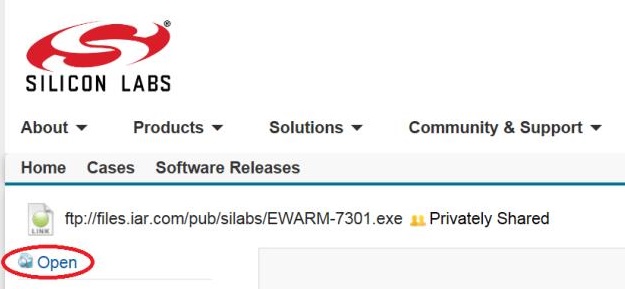 SILICON LABS
About Products Solutions Community & Support
Home Cases Software Releases
LINK ftp://files.iar.com/pub/silabs/EWARM-7301.exe Privately Shared
Open